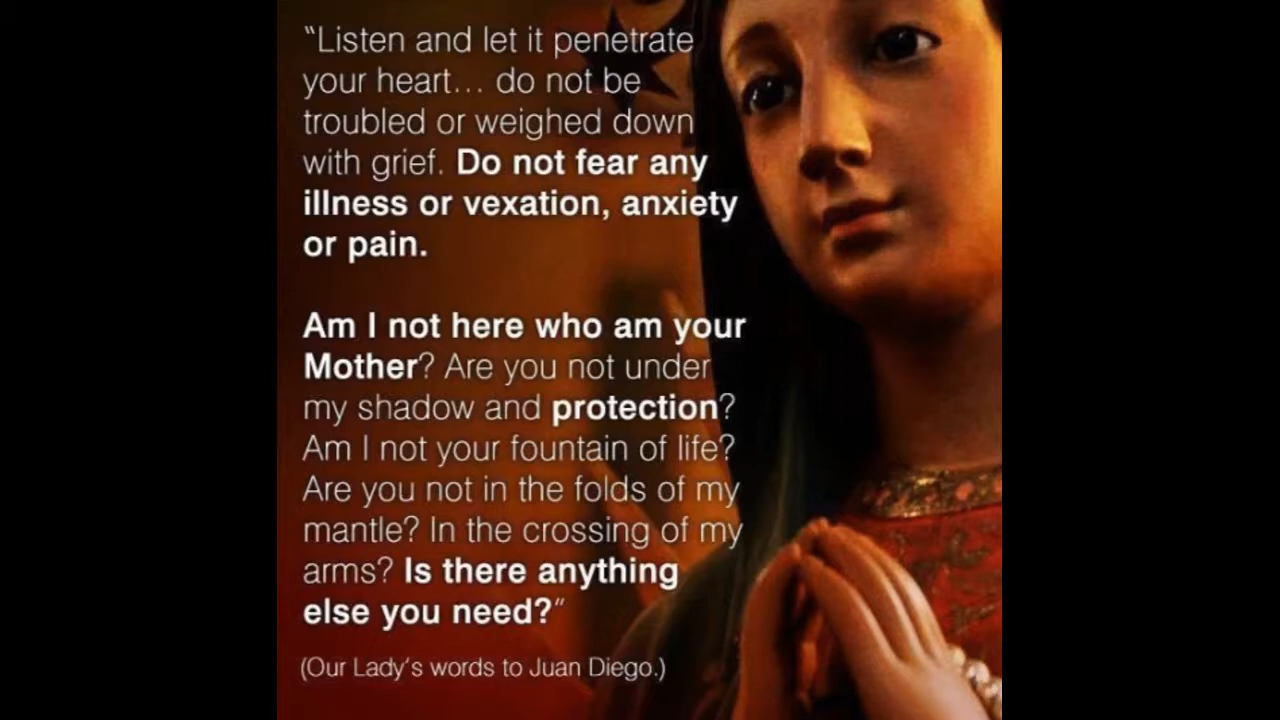 “Listen and let it penetrate
your heart... do not be
troubled or weighed down
with grief. Do not fear any
illness or vexation, anxiety
or pain.
Am I not here who am your
Mother? Are you not under
my shadow and protection?
Am I not your fountain of life?
Are you not in the folds of my
mantle? In the crossing of my
arms? Is there anything
else you need?”
(Our Lady's words to Juan Diego.)